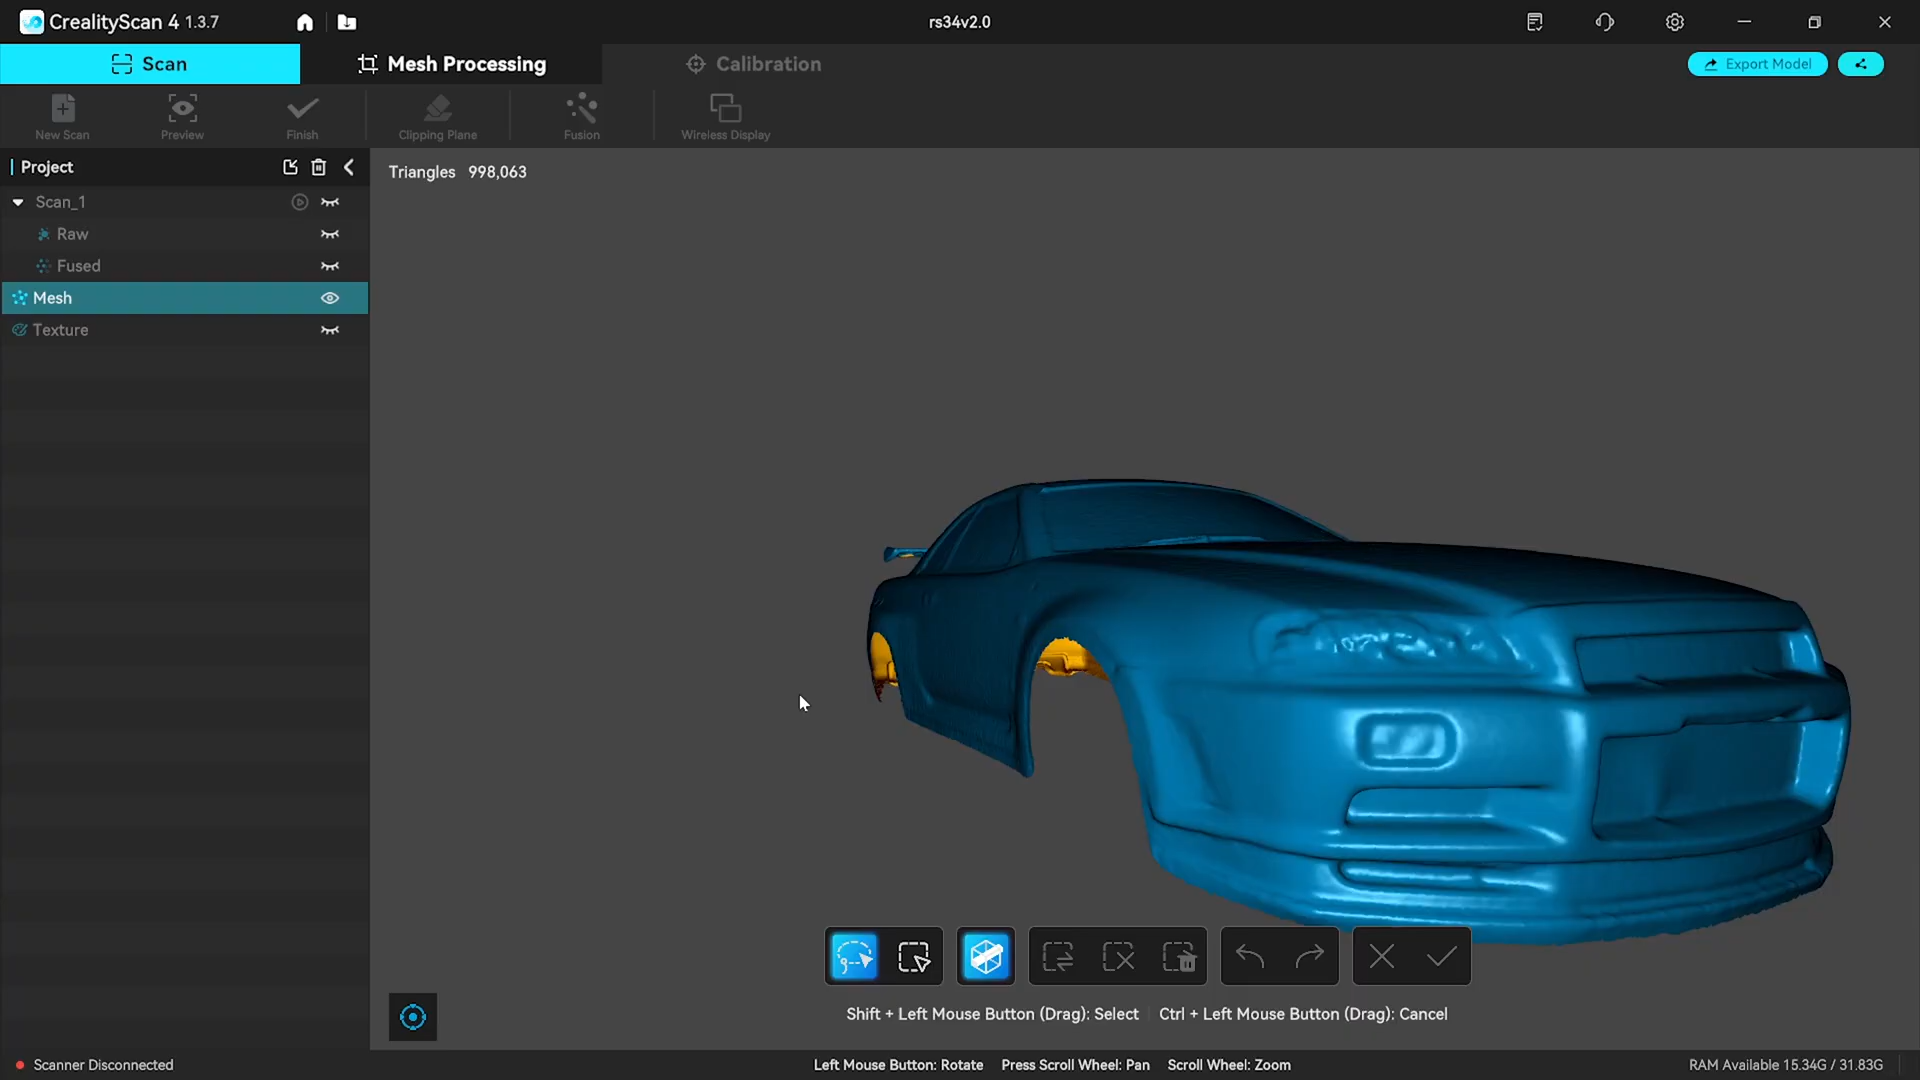 CrealityScan 4 1.3.7
rs34v2.0
Scan
Mesh Processing
Calibration
Export Model
New Scan
Preview
Finish
Clipping Plane
Fusion
Wireless Display
Project
Triangles 998,063
Scan_1
Raw
Fused
Mesh
Texture
Shift + Left Mouse Button (Drag): Select
Ctrl + Left Mouse Button (Drag): Cancel
Scanner Disconnected
Left Mouse Button: Rotate
Press Scroll Wheel: Pan
Scroll Wheel: Zoom
RAM Available 15.34G / 31.83G